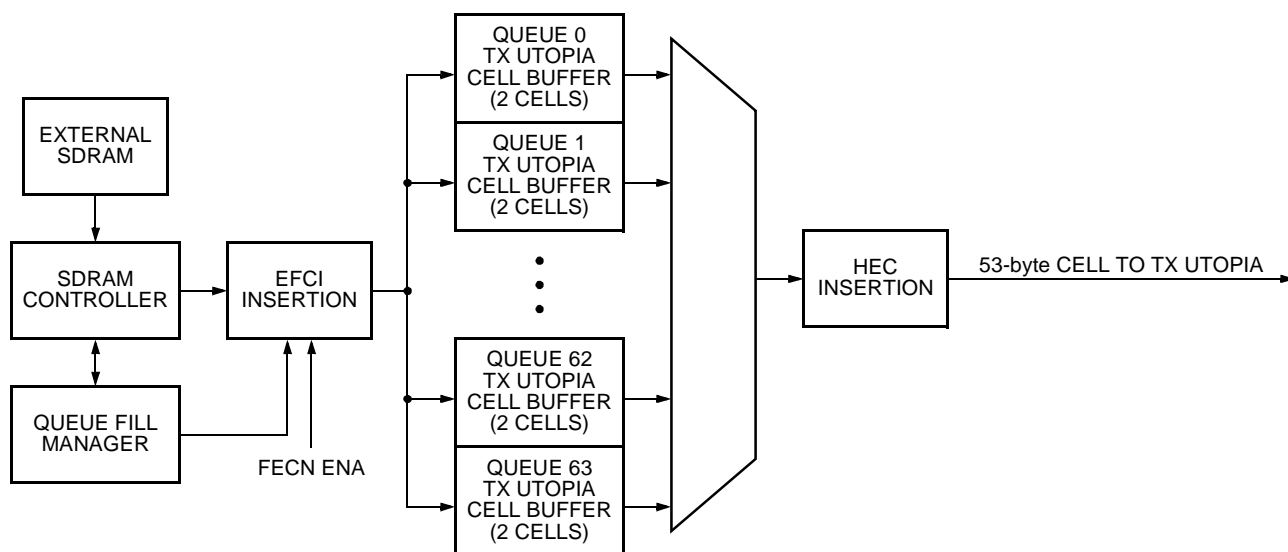 EXTERNAL
SDRAM
SDRAM
CONTROLLER
QUEUE FILL
MANAGER
EFCI
INSERTION
FECN ENA
QUEUE 0
TX UTOPIA
CELL BUFFER
(2 CELLS)
QUEUE 1
TX UTOPIA
CELL BUFFER
(2 CELLS)
QUEUE 62
TX UTOPIA
CELL BUFFER
(2 CELLS)
QUEUE 63
TX UTOPIA
CELL BUFFER
(2 CELLS)
HEC
INSERTION
53-byte CELL TO TX UTOPIA